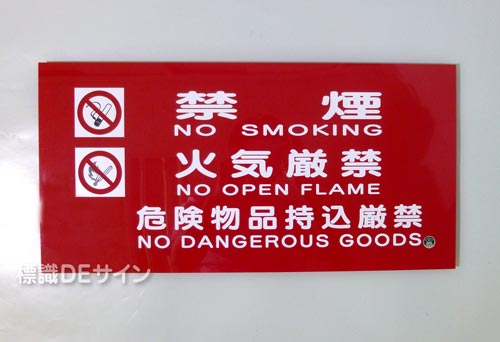 禁煙
NO SMOKING
火気厳禁
NO OPEN FLAME
危険物品持込厳禁
NO DANGEROUS GOODS
標識DEサイン